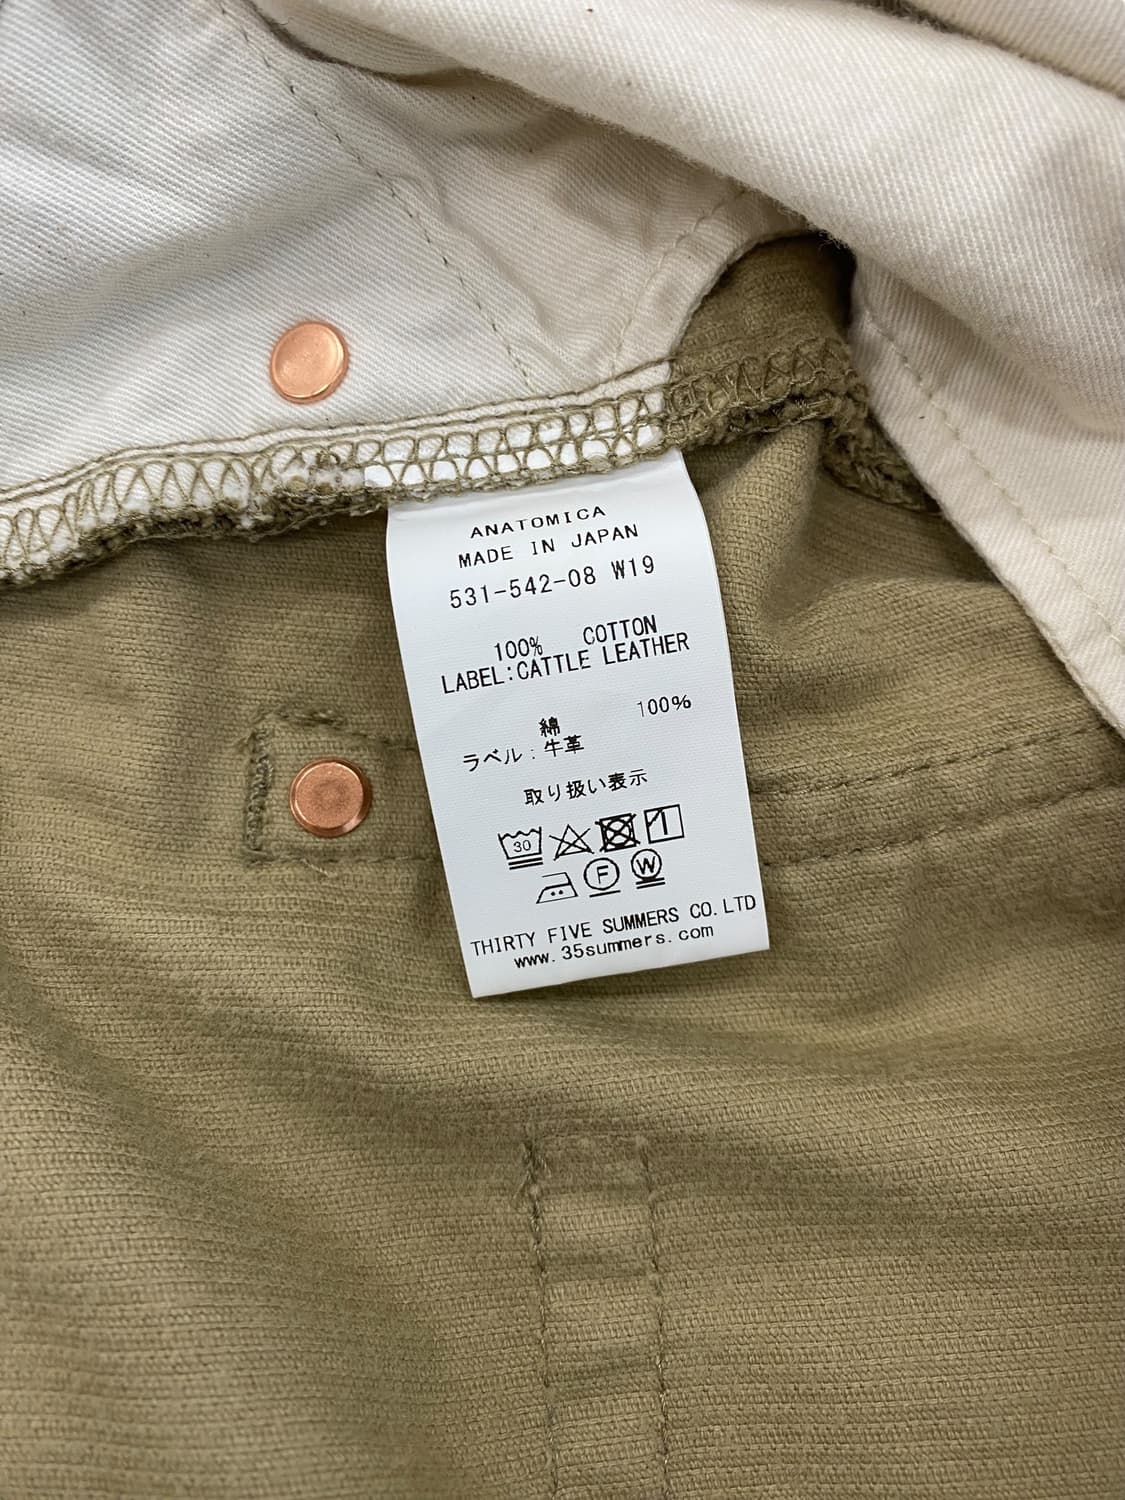 ANATOMICA
MADE IN JAPAN
531-542-08 W19
100% COTTON
LABEL:CATTLE LEATHER
綿 100%
ラベル:牛革
取り扱い表示
30
F W
THIRTY FIVE SUMMERS CO.LTD
www.35summers.com